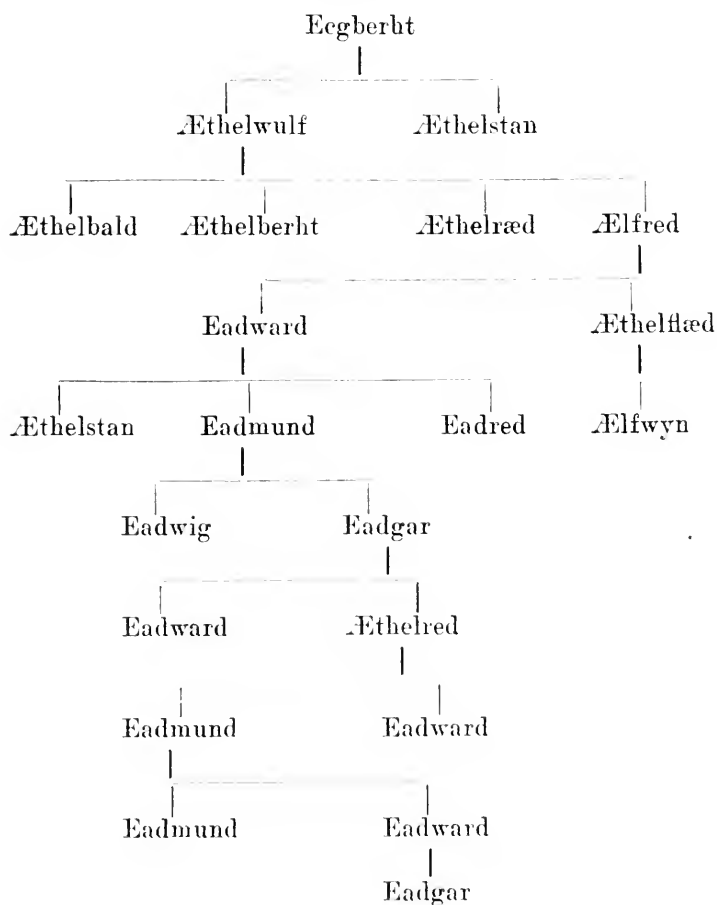 Ecgberht
Æthelwulf Æthelstan
Æthelbald Æthelberht Æthelræd Ælfred
Eadward Æthelflæd
Æthelstan Eadmund Eadred Ælfwyn
Eadwig Eadgar
Eadward Æthelred
Eadmund Eadward
Eadmund Eadward
Eadgar